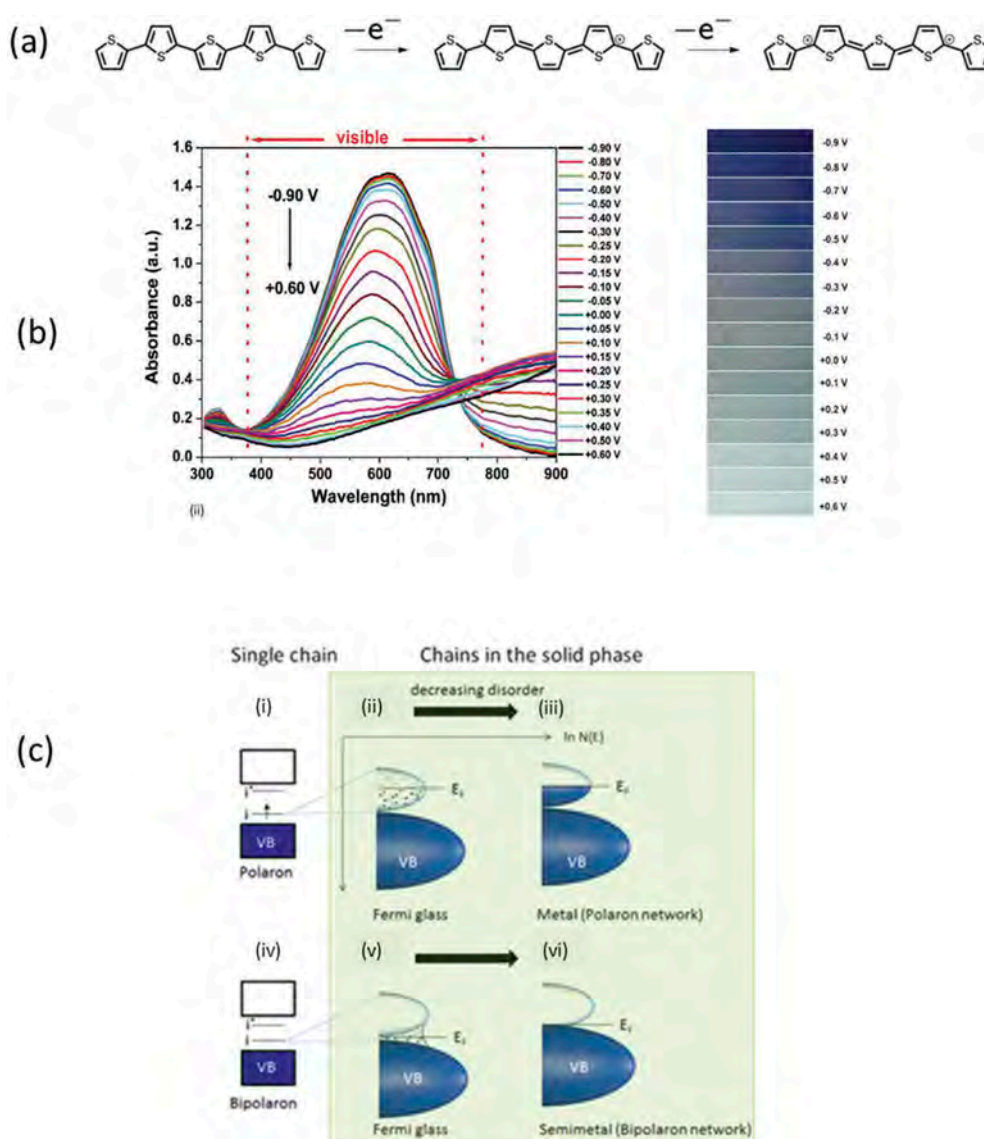 (a)
S S S S S
—e⁻
S S S S S
—e⁻
S S S S S
(b)
visible
1.6
1.4
1.2
1.0
0.8
0.6
0.4
0.2
0.0
Absorbance (a.u.)
-0.90 V
+0.60 V
300 400 500 600 700 800 900
Wavelength (nm)
(ii)
-0.90 V
-0.80 V
-0.70 V
-0.60 V
-0.50 V
-0.40 V
-0.30 V
-0.25 V
-0.20 V
-0.15 V
-0.10 V
-0.05 V
+0.00 V
+0.05 V
+0.10 V
+0.15 V
+0.20 V
+0.25 V
+0.30 V
+0.35 V
+0.40 V
+0.50 V
+0.60 V
-0.9 V
-0.8 V
-0.7 V
-0.6 V
-0.5 V
-0.4 V
-0.3 V
-0.2 V
-0.1 V
+0.0 V
+0.1 V
+0.2 V
+0.3 V
+0.4 V
+0.5 V
+0.6 V
(c)
Single chain
Chains in the solid phase
decreasing disorder
(i) (ii) (iii)
ln N(E)
E_F E_F
VB VB VB
Polaron
Fermi glass
Metal (Polaron network)
(iv) (v) (vi)
E_F E_F
VB VB VB
Bipolaron
Fermi glass
Semimetal (Bipolaron network)